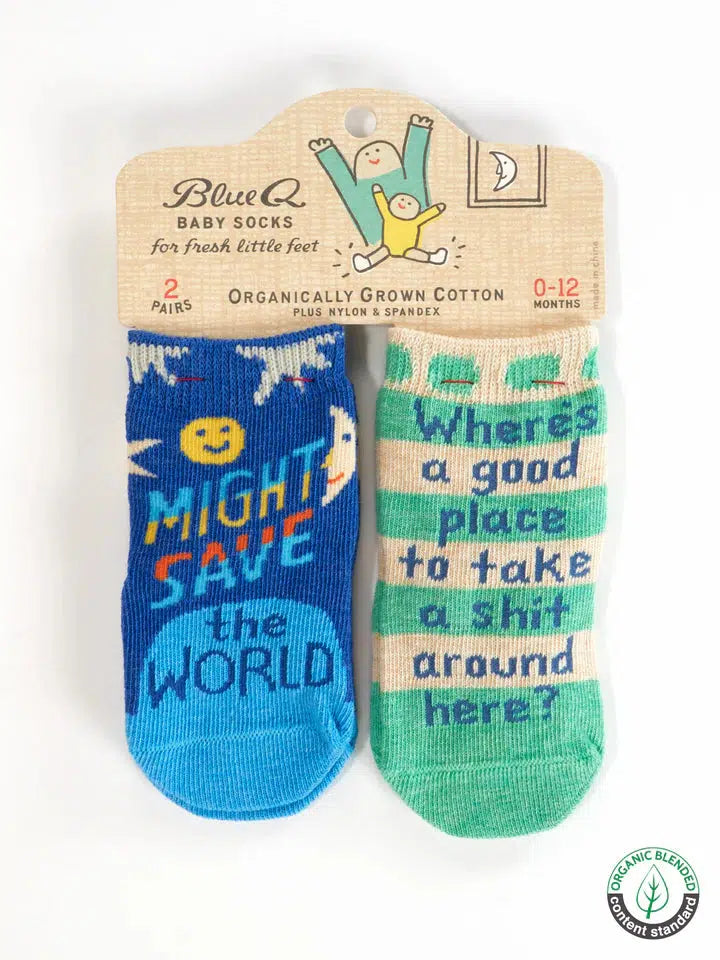 Blue Q
BABY SOCKS
for fresh little feet
2
PAIRS
ORGANICALLY GROWN COTTON
PLUS NYLON & SPANDEX
0-12
MONTHS
made in china
MIGHT
SAVE
the
WORLD
Where's
a good
place
to take
a shit
around
here?
ORGANIC BLENDED
content standard